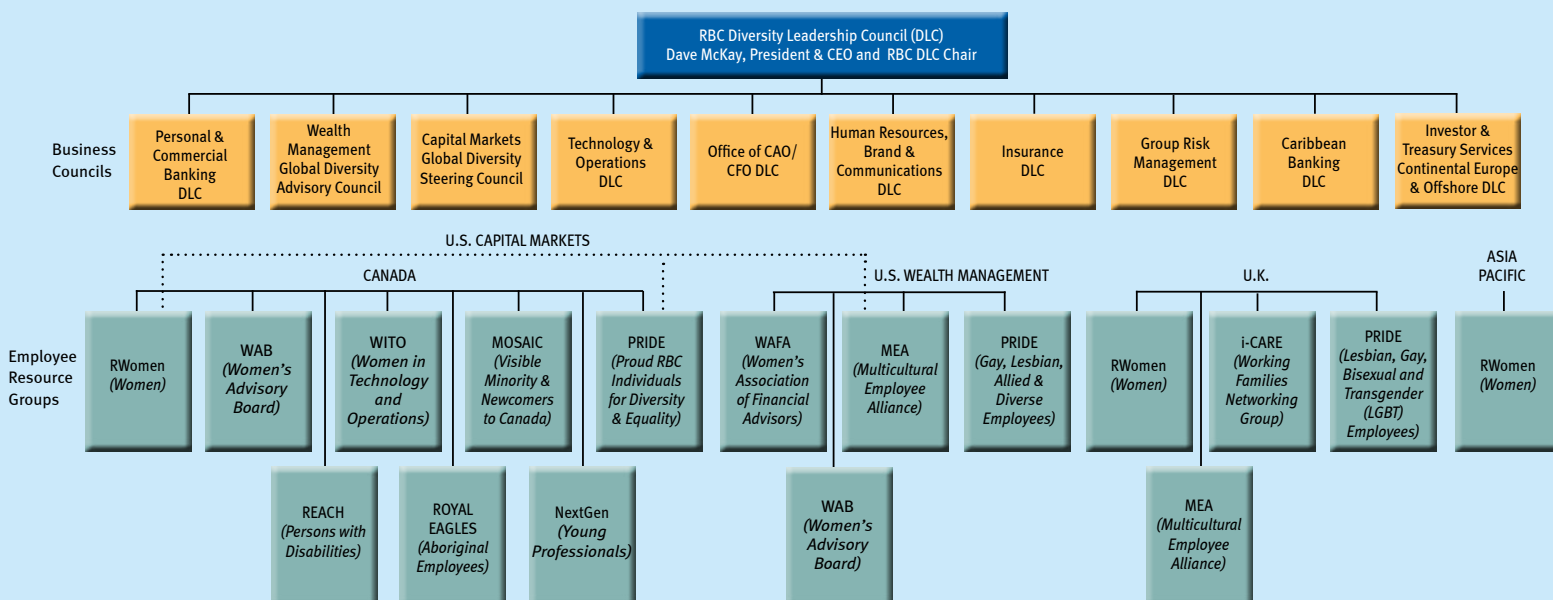 RBC Diversity Leadership Council (DLC)
Dave McKay, President & CEO and RBC DLC Chair
Business
Councils
Personal &
Commercial
Banking
DLC
Wealth
Management
Global Diversity
Advisory Council
Capital Markets
Global Diversity
Steering Council
Technology &
Operations
DLC
Office of CAO/
CFO DLC
Human Resources,
Brand &
Communications
DLC
Insurance
DLC
Group Risk
Management
DLC
Caribbean
Banking
DLC
Investor &
Treasury Services
Continental Europe
& Offshore DLC
U.S. CAPITAL MARKETS
CANADA
U.S. WEALTH MANAGEMENT
U.K.
ASIA
PACIFIC
Employee
Resource
Groups
RWomen
(Women)
WAB
(Women's
Advisory
Board)
WITO
(Women in
Technology
and
Operations)
MOSAIC
(Visible
Minority &
Newcomers
to Canada)
PRIDE
(Proud RBC
Individuals
for Diversity
& Equality)
WAFA
(Women's
Association
of Financial
Advisors)
MEA
(Multicultural
Employee
Alliance)
PRIDE
(Gay, Lesbian,
Allied &
Diverse
Employees)
RWomen
(Women)
i-CARE
(Working
Families
Networking
Group)
PRIDE
(Lesbian, Gay,
Bisexual and
Transgender
(LGBT)
Employees)
RWomen
(Women)
REACH
(Persons with
Disabilities)
ROYAL
EAGLES
(Aboriginal
Employees)
NextGen
(Young
Professionals)
WAB
(Women's
Advisory
Board)
MEA
(Multicultural
Employee
Alliance)